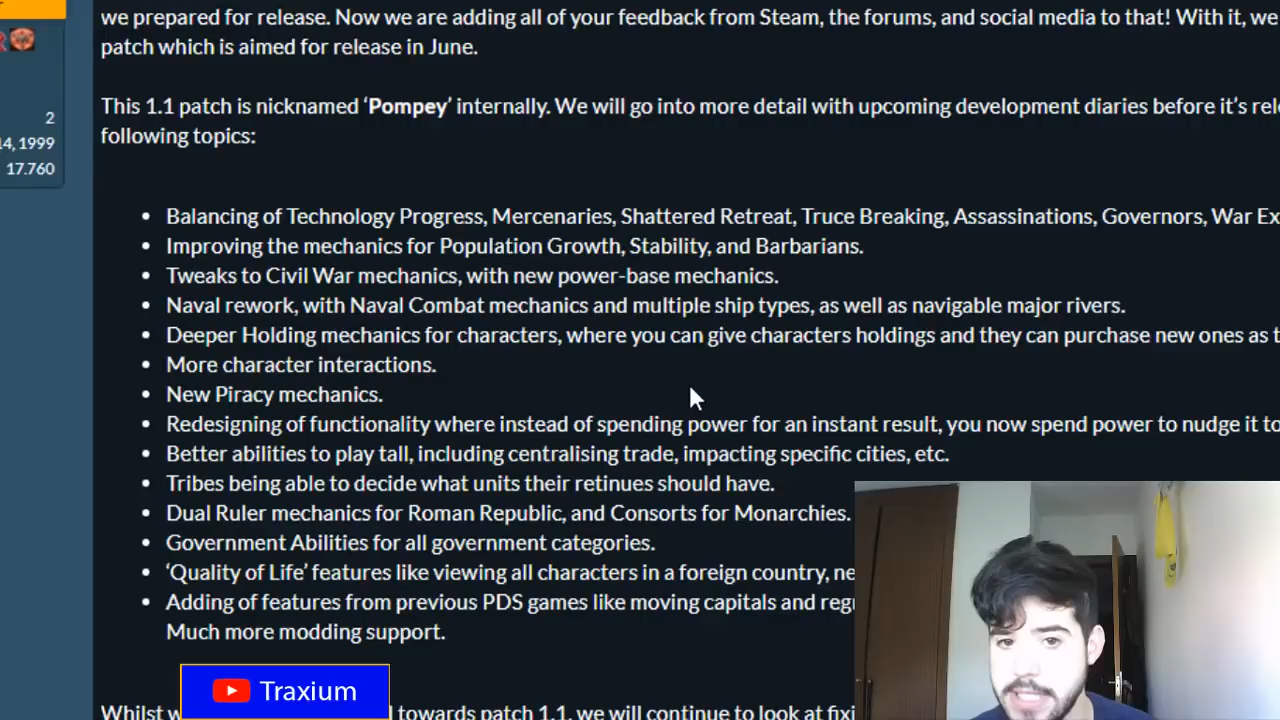 we prepared for release. Now we are adding all of your feedback from Steam, the forums, and social media to that! With it, we
patch which is aimed for release in June.
2
14, 1999
17.760
This 1.1 patch is nicknamed ‘Pompey’ internally. We will go into more detail with upcoming development diaries before it's rel
following topics:
• Balancing of Technology Progress, Mercenaries, Shattered Retreat, Truce Breaking, Assassinations, Governors, War Ex
• Improving the mechanics for Population Growth, Stability, and Barbarians.
• Tweaks to Civil War mechanics, with new power-base mechanics.
• Naval rework, with Naval Combat mechanics and multiple ship types, as well as navigable major rivers.
• Deeper Holding mechanics for characters, where you can give characters holdings and they can purchase new ones as t
• More character interactions.
• New Piracy mechanics.
• Redesigning of functionality where instead of spending power for an instant result, you now spend power to nudge it to
• Better abilities to play tall, including centralising trade, impacting specific cities, etc.
• Tribes being able to decide what units their retinues should have.
• Dual Ruler mechanics for Roman Republic, and Consorts for Monarchies.
• Government Abilities for all government categories.
• ‘Quality of Life’ features like viewing all characters in a foreign country, ne
• Adding of features from previous PDS games like moving capitals and reg
Much more modding support.
Traxium
Whilst w towards patch 1.1, we will continue to look at fixi